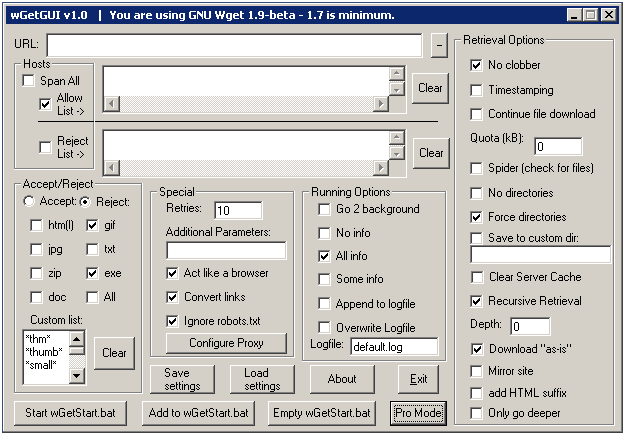 wGetGUI v1.0 | You are using GNU Wget 1.9-beta - 1.7 is minimum.
URL:
-
Hosts
Span All
Allow
List ->
Clear
Reject
List ->
Clear
Accept/Reject
Accept: Reject:
htm(l) gif
jpg txt
zip exe
doc All
Custom list:
*thm*
*thumb*
*small*
Clear
Special
Retries: 10
Additional Parameters:
Act like a browser
Convert links
Ignore robots.txt
Configure Proxy
Running Options
Go 2 background
No info
All info
Some info
Append to logfile
Overwrite Logfile
Logfile: default.log
Retrieval Options
No clobber
Timestamping
Continue file download
Quota (kB): 0
Spider (check for files)
No directories
Force directories
Save to custom dir:
Clear Server Cache
Recursive Retrieval
Depth: 0
Download "as-is"
Mirror site
add HTML suffix
Only go deeper
Save
settings
Load
settings
About
Exit
Start wGetStart.bat
Add to wGetStart.bat
Empty wGetStart.bat
Pro Mode